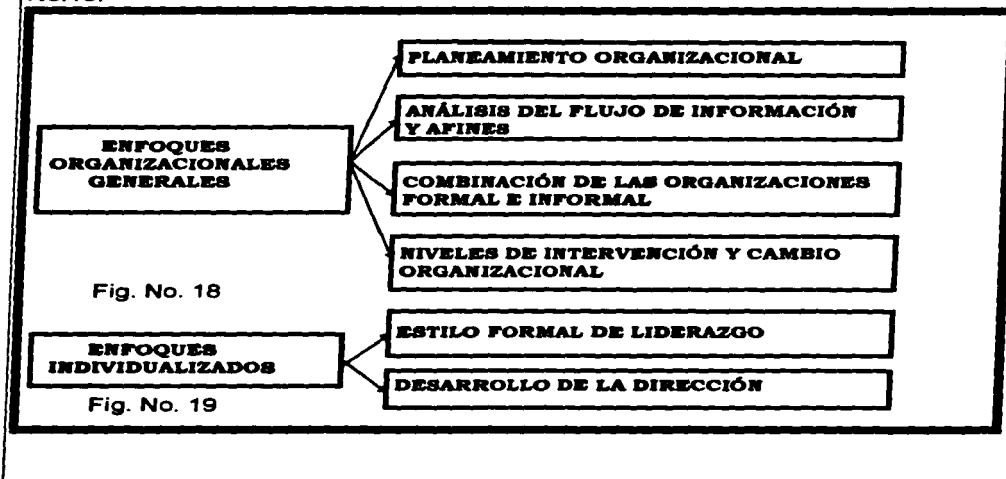 PLANEAMIENTO ORGANIZACIONAL
ANÁLISIS DEL FLUJO DE INFORMACIÓN
Y AFINES
ENFOQUES
ORGANIZACIONALES
GENERALES
COMBINACIÓN DE LAS ORGANIZACIONES
FORMAL E INFORMAL
NIVELES DE INTERVENCIÓN Y CAMBIO
ORGANIZACIONAL
Fig. No. 18
ENFOQUES
INDIVIDUALIZADOS
ESTILO FORMAL DE LIDERAZGO
DESARROLLO DE LA DIRECCIÓN
Fig. No. 19